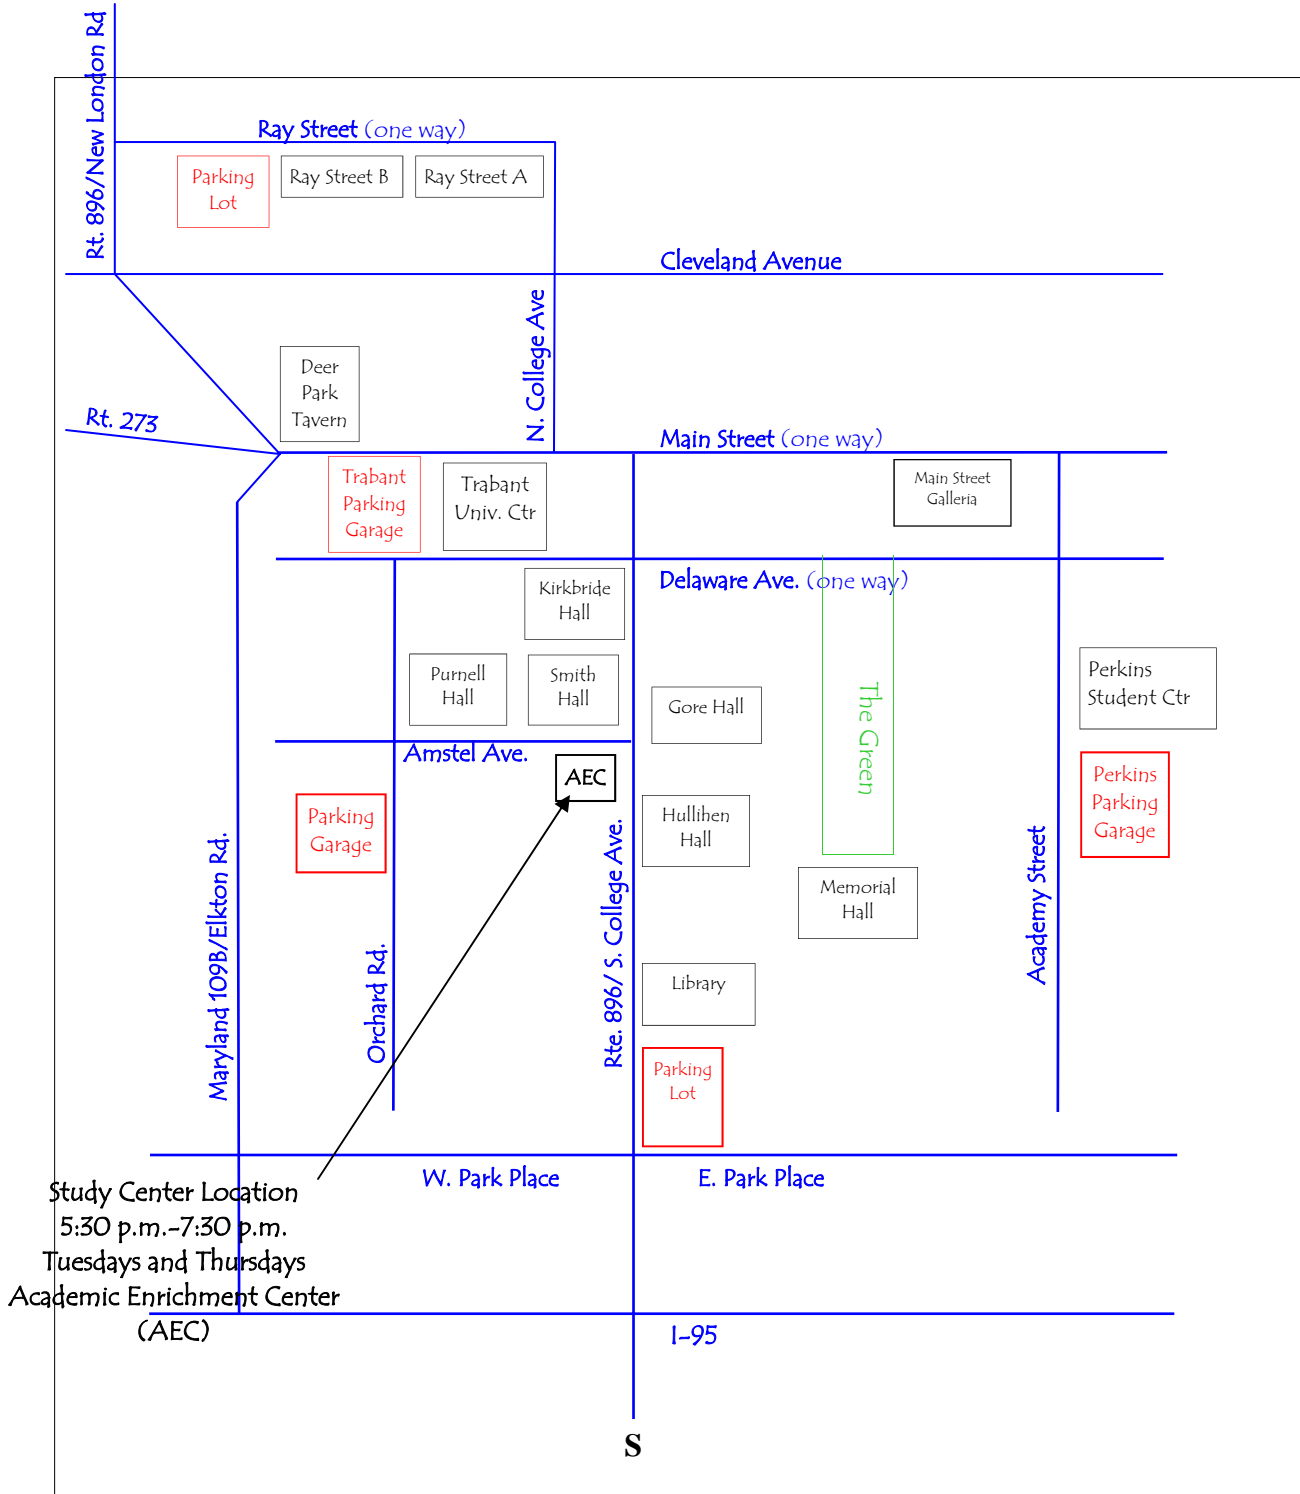 Rt. 896/New London Rd
Ray Street (one way)
Parking
Lot
Ray Street B
Ray Street A
Cleveland Avenue
N. College Ave
Deer
Park
Tavern
Rt. 273
Main Street (one way)
Trabant
Parking
Garage
Trabant
Univ. Ctr
Main Street
Galleria
Delaware Ave. (one way)
Kirkbride
Hall
Purnell
Hall
Smith
Hall
Gore Hall
The Green
Perkins
Student Ctr
Amstel Ave.
AEC
Perkins
Parking
Garage
Parking
Garage
Hullihen
Hall
Maryland 109B/Elkton Rd.
Orchard Rd.
Rte. 896/ S. College Ave.
Memorial
Hall
Academy Street
Library
Parking
Lot
W. Park Place
E. Park Place
Study Center Location
5:30 p.m.-7:30 p.m.
Tuesdays and Thursdays
Academic Enrichment Center
(AEC)
I-95
S